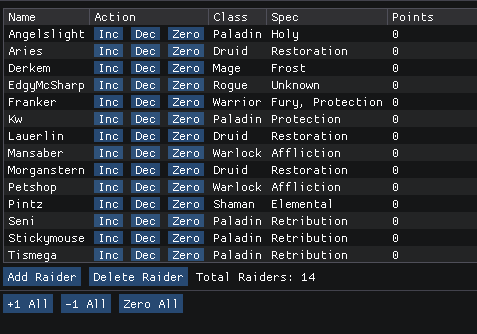 Name Action Class Spec Points
Angelslight Inc Dec Zero Paladin Holy 0
Aries Inc Dec Zero Druid Restoration 0
Derkem Inc Dec Zero Mage Frost 0
EdgyMcSharp Inc Dec Zero Rogue Unknown 0
Franker Inc Dec Zero Warrior Fury, Protection 0
Kw Inc Dec Zero Paladin Protection 0
Lauerlin Inc Dec Zero Druid Restoration 0
Mansaber Inc Dec Zero Warlock Affliction 0
Morganstern Inc Dec Zero Druid Restoration 0
Petshop Inc Dec Zero Warlock Affliction 0
Pintz Inc Dec Zero Shaman Elemental 0
Seni Inc Dec Zero Paladin Retribution 0
Stickymouse Inc Dec Zero Paladin Retribution 0
Tismega Inc Dec Zero Paladin Retribution 0
Add Raider Delete Raider Total Raiders: 14
+1 All -1 All Zero All